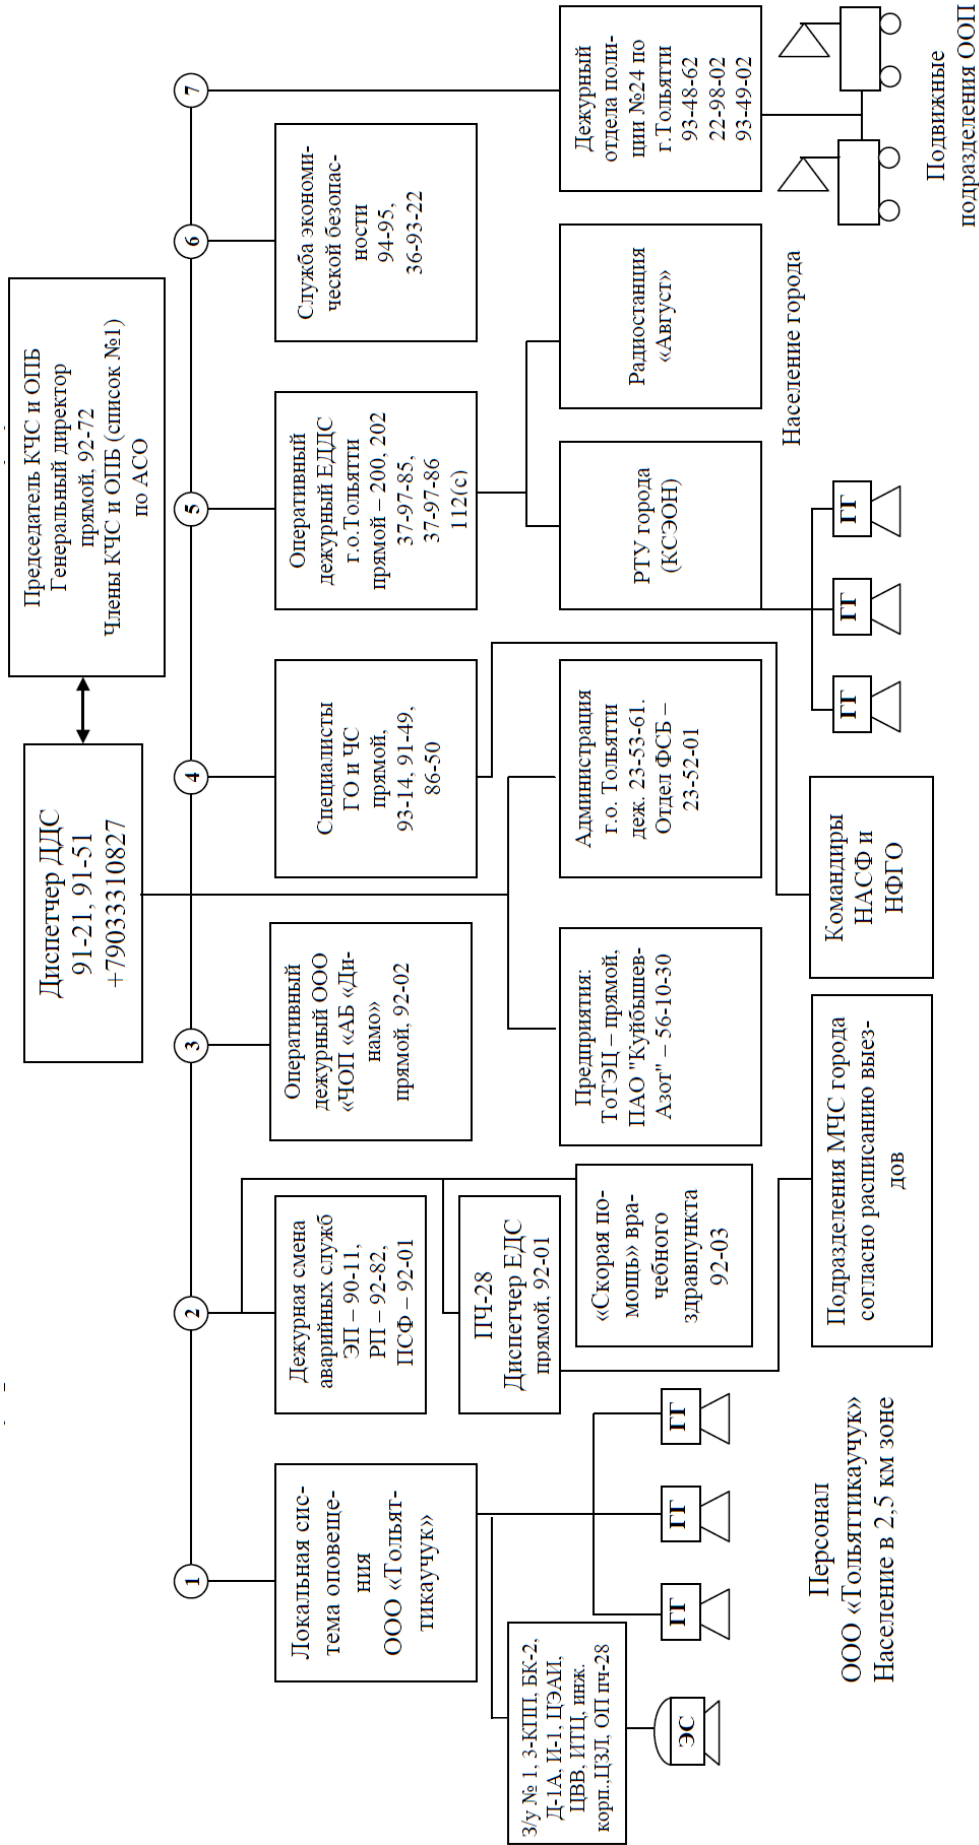 Диспетчер ДДС
91-21, 91-51
+79033310827
Председатель КЧС и ОПБ
Генеральный директор
прямой, 92-72
Члены КЧС и ОПБ (список №1)
по АСО
1
2
3
4
5
6
7
Локальная сис-
тема оповеще-
ния
ООО «Тольят-
тикаучук»
Дежурная смена
аварийных служб
ЭП – 90-11,
РП – 92-82,
ПСФ – 92-01
Оперативный
дежурный ООО
«ЧОП «АБ «Ди-
намо»
прямой, 92-02
Специалисты
ГО и ЧС
прямой,
93-14, 91-49,
86-50
Оперативный
дежурный ЕДДС
г.о.Тольятти
прямой – 200, 202
37-97-85,
37-97-86
112(с)
Служба экономи-
ческой безопас-
ности
94-95,
36-93-22
Дежурный
отдела поли-
ции №24 по
г.Тольятти
93-48-62
22-98-02
93-49-02
ПЧ-28
Диспетчер ЕДС
прямой, 92-01
«Скорая по-
мощь» вра-
чебного
здравпункта
92-03
Предприятия:
ТоТЭЦ – прямой,
ПАО "Куйбышев-
Азот" – 56-10-30
Администрация
г.о. Тольятти
деж. 23-53-61.
Отдел ФСБ –
23-52-01
РТУ города
(КСЭОН)
Радиостанция
«Август»
З/у № 1, 3-КПП, БК-2,
Д-1А, И-1, ЦЭАИ,
ЦВВ, ИТЦ, инж.
корп.,ЦЗЛ, ОП пч-28
ЭС
ГГ
ГГ
ГГ
Персонал
ООО «Тольяттикаучук»
Население в 2,5 км зоне
Подразделения МЧС города
согласно расписанию выез-
дов
Командиры
НАСФ и
НФГО
ГГ
ГГ
ГГ
Население города
Подвижные
подразделения ООП